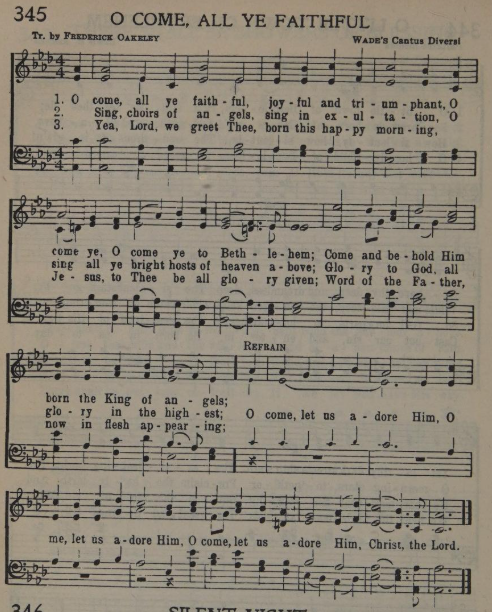 345
O COME, ALL YE FAITHFUL
Tr. by FREDERICK OAKELEY WADE'S Cantus Diversi
1. O come, all ye faith - ful, joy - ful and tri - um - phant, O
2. Sing, choirs of an - gels, sing in ex - ul - ta - tion, O
3. Yea, Lord, we greet Thee, born this hap - py morn - ing,
come ye, O come ye to Beth - le - hem; Come and be - hold Him
sing all ye bright hosts of heaven a - bove; Glo - ry to God, all
Je - sus, to Thee be all glo - ry given; Word of the Fa - ther,
REFRAIN
born the King of an - gels;
glo - ry in the high - est; O come, let us a - dore Him, O
now in flesh ap - pear - ing;
me, let us a - dore Him, O come, let us a - dore Him, Christ, the Lord.
346 SILENT NIGHT